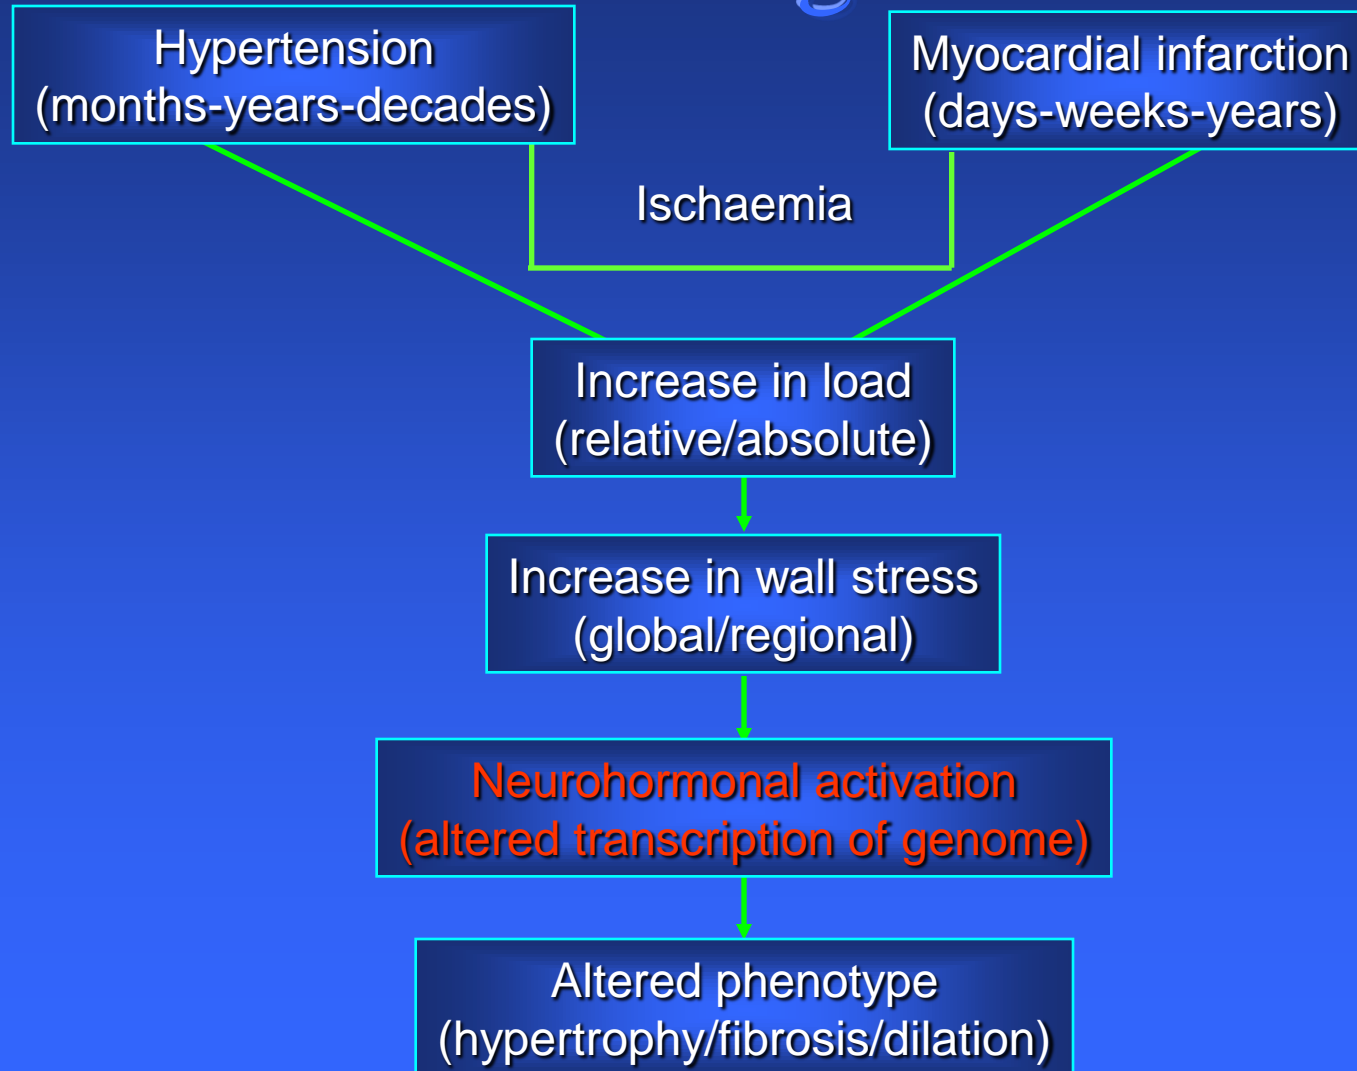 Hypertension
(months-years-decades)
Myocardial infarction
(days-weeks-years)
Ischaemia
Increase in load
(relative/absolute)
Increase in wall stress
(global/regional)
Neurohormonal activation
(altered transcription of genome)
Altered phenotype
(hypertrophy/fibrosis/dilation)